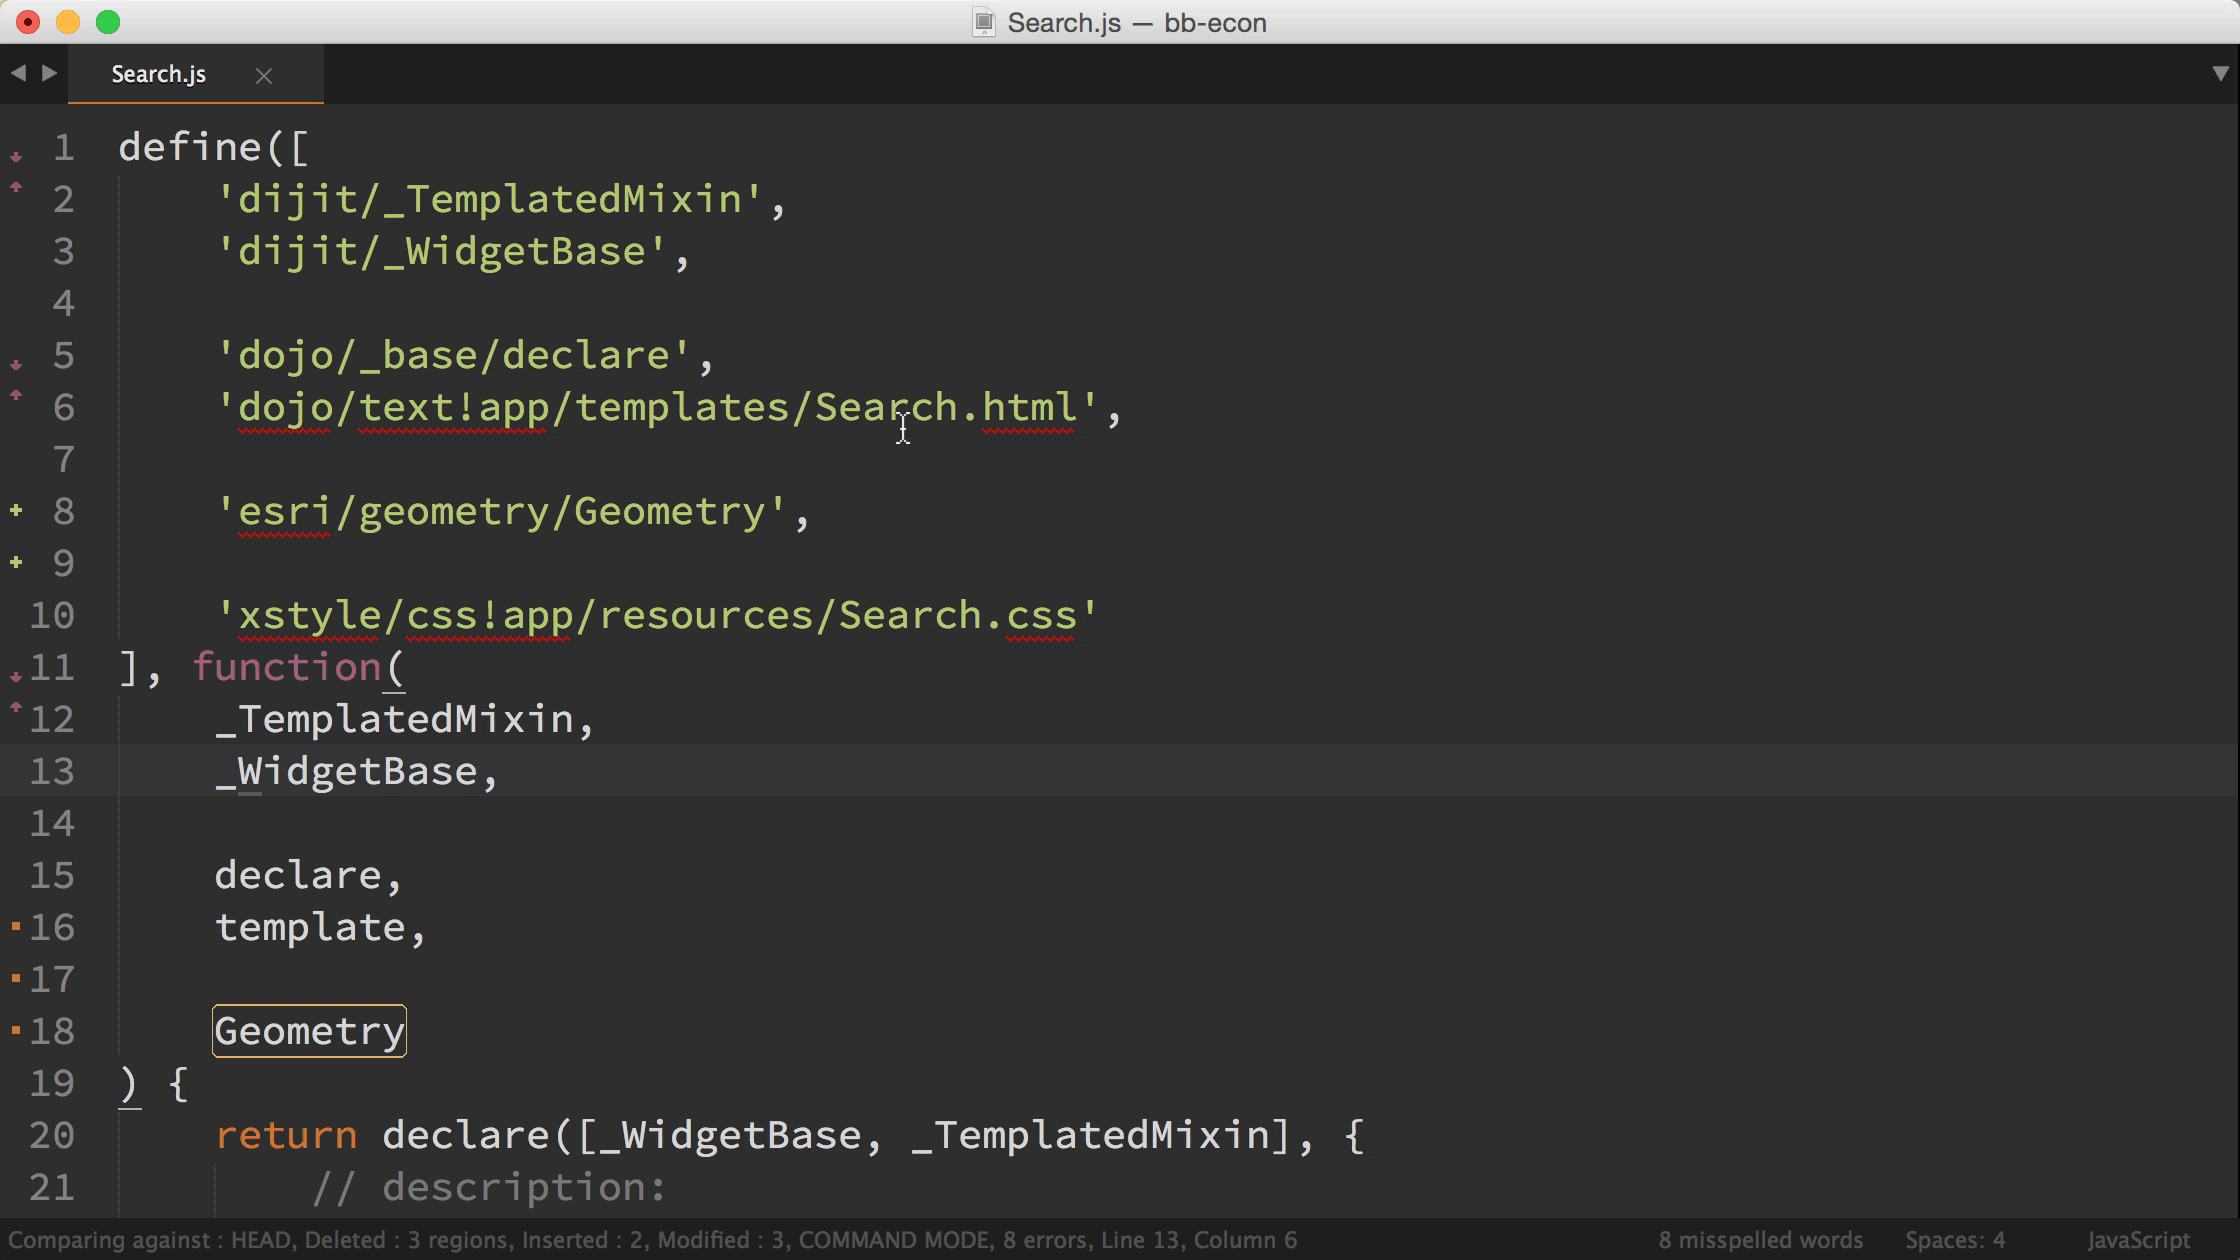 Search.js — bb-econ
Search.js
1 define([
2 'dijit/_TemplatedMixin',
3 'dijit/_WidgetBase',
4
5 'dojo/_base/declare',
6 'dojo/text!app/templates/Search.html',
7
8 'esri/geometry/Geometry',
9
10 'xstyle/css!app/resources/Search.css'
11 ], function(
12 _TemplatedMixin,
13 _WidgetBase,
14
15 declare,
16 template,
17
18 Geometry
19 ) {
20 return declare([_WidgetBase, _TemplatedMixin], {
21 // description:
Comparing against : HEAD, Deleted : 3 regions, Inserted : 2, Modified : 3, COMMAND MODE, 8 errors, Line 13, Column 6 8 misspelled words Spaces: 4 JavaScript